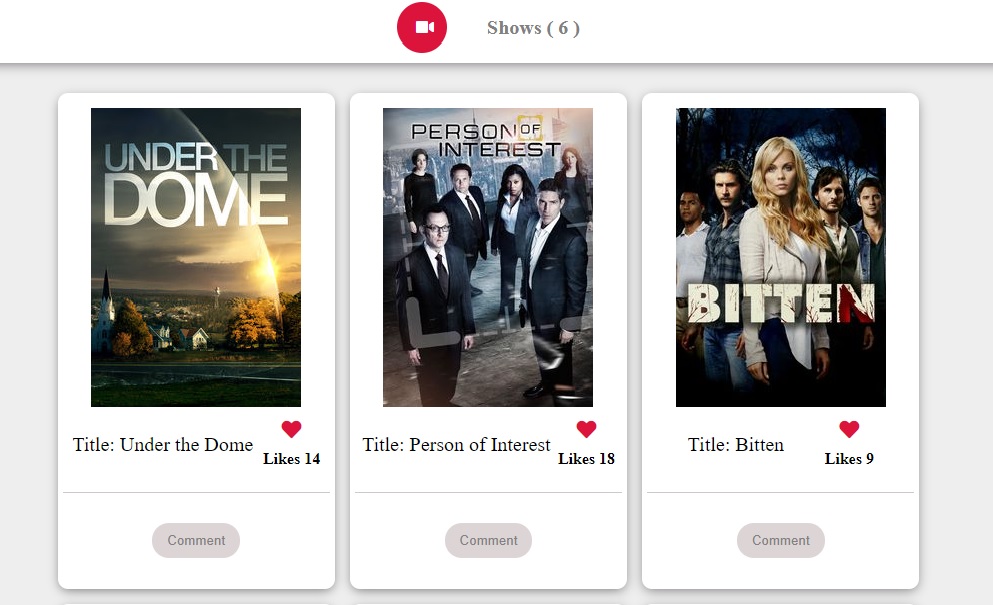 Shows ( 6 )
UNDER THE
DOME
PERSON OF
INTEREST
BITTEN
Title: Under the Dome
Likes 14
Title: Person of Interest
Likes 18
Title: Bitten
Likes 9
Comment
Comment
Comment